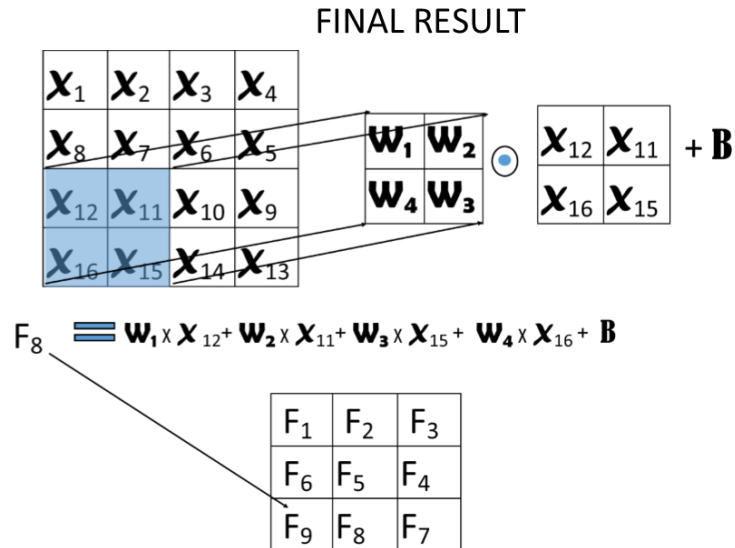 FINAL RESULT
X₁ X₂ X₃ X₄
X₈ X₇ X₆ X₅
X₁₂ X₁₁ X₁₀ X₉
X₁₆ X₁₅ X₁₄ X₁₃
W₁ W₂
W₄ W₃
X₁₂ X₁₁
X₁₆ X₁₅
+ B
F₈ = W₁ x X₁₂ + W₂ x X₁₁ + W₃ x X₁₅ + W₄ x X₁₆ + B
F₁ F₂ F₃
F₆ F₅ F₄
F₉ F₈ F₇